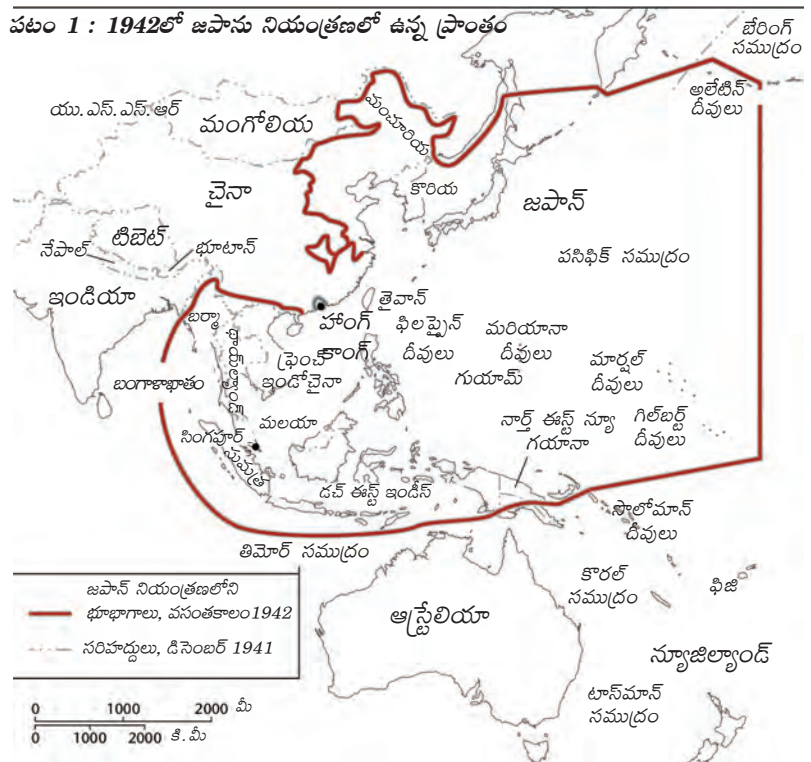 పటం 1 : 1942లో జపాను నియంత్రణలో ఉన్న ప్రాంతం
బేరింగ్
సముద్రం
అలేటిన్
దీవులు
యు.ఎస్.ఎస్.ఆర్
మంగోలియ
మంచూరియ
చైనా
కొరియ
జపాన్
టిబెట్
నేపాల్
భూటాన్
పసిఫిక్ సముద్రం
ఇండియా
బర్మా
తైవాన్
హాంగ్
కాంగ్
ఫిలప్పైన్
దీవులు
మరియానా
దీవులు
గుయామ్
మార్షల్
దీవులు
థాయిలాండ్
ఫ్రెంచ్
ఇండోచైనా
బంగాళాఖాతం
మలయా
సింగపూర్
సుమత్ర
నార్త్ ఈస్ట్ న్యూ
గయానా
గిల్‌బర్ట్
దీవులు
డచ్ ఈస్ట్ ఇండీస్
సొలోమాన్
దీవులు
తిమోర్ సముద్రం
కొరల్
సముద్రం
ఫిజి
ఆస్ట్రేలియా
న్యూజిల్యాండ్
టాస్‌మాన్
సముద్రం
జపాన్ నియంత్రణలోని
భూభాగాలు, వసంతకాలం1942
సరిహద్దులు, డిసెంబర్ 1941
0 1000 2000 మీ
0 1000 2000 కి.మీ